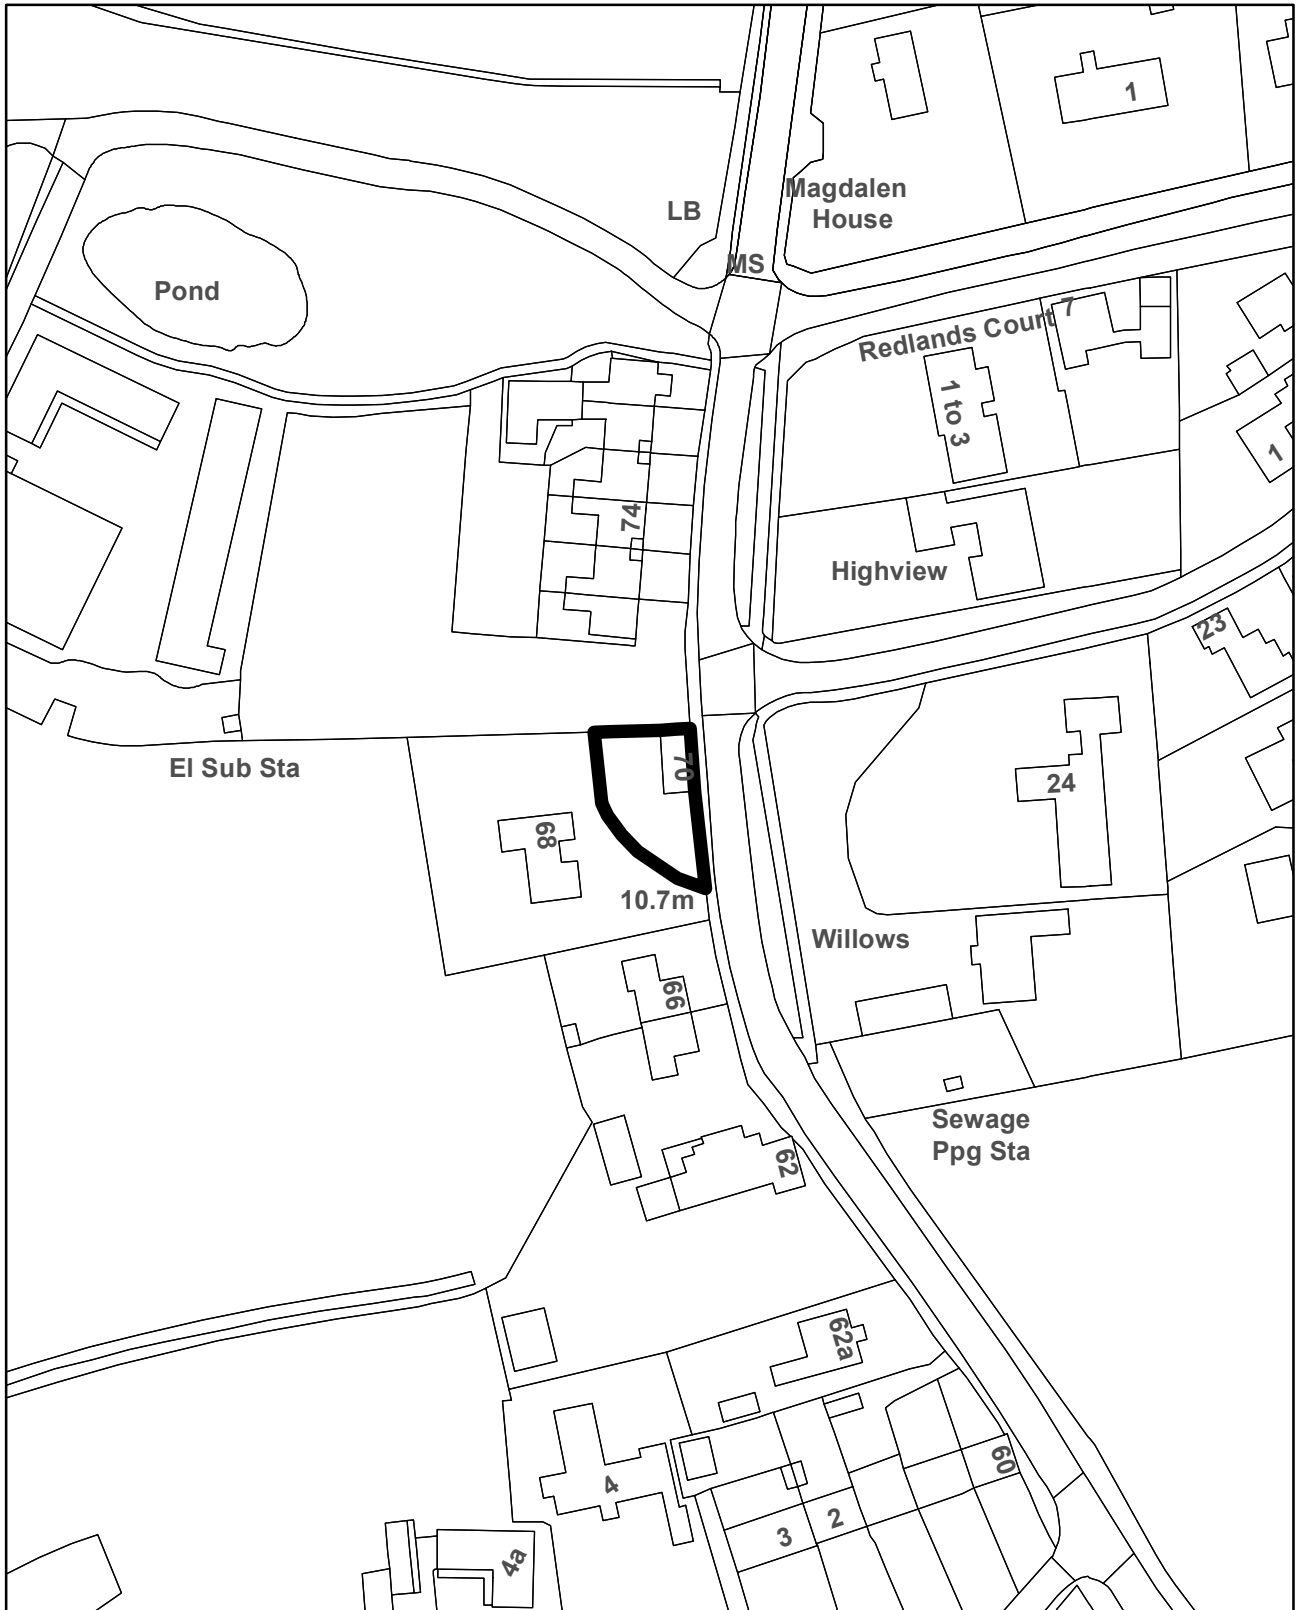 1
Magdalen
House
LB
MS
Pond
Redlands Court 7
1 to 3
1
74
Highview
23
70
El Sub Sta
24
68
10.7m
Willows
66
Sewage
Ppg Sta
62
62a
60
4
2
3
4a